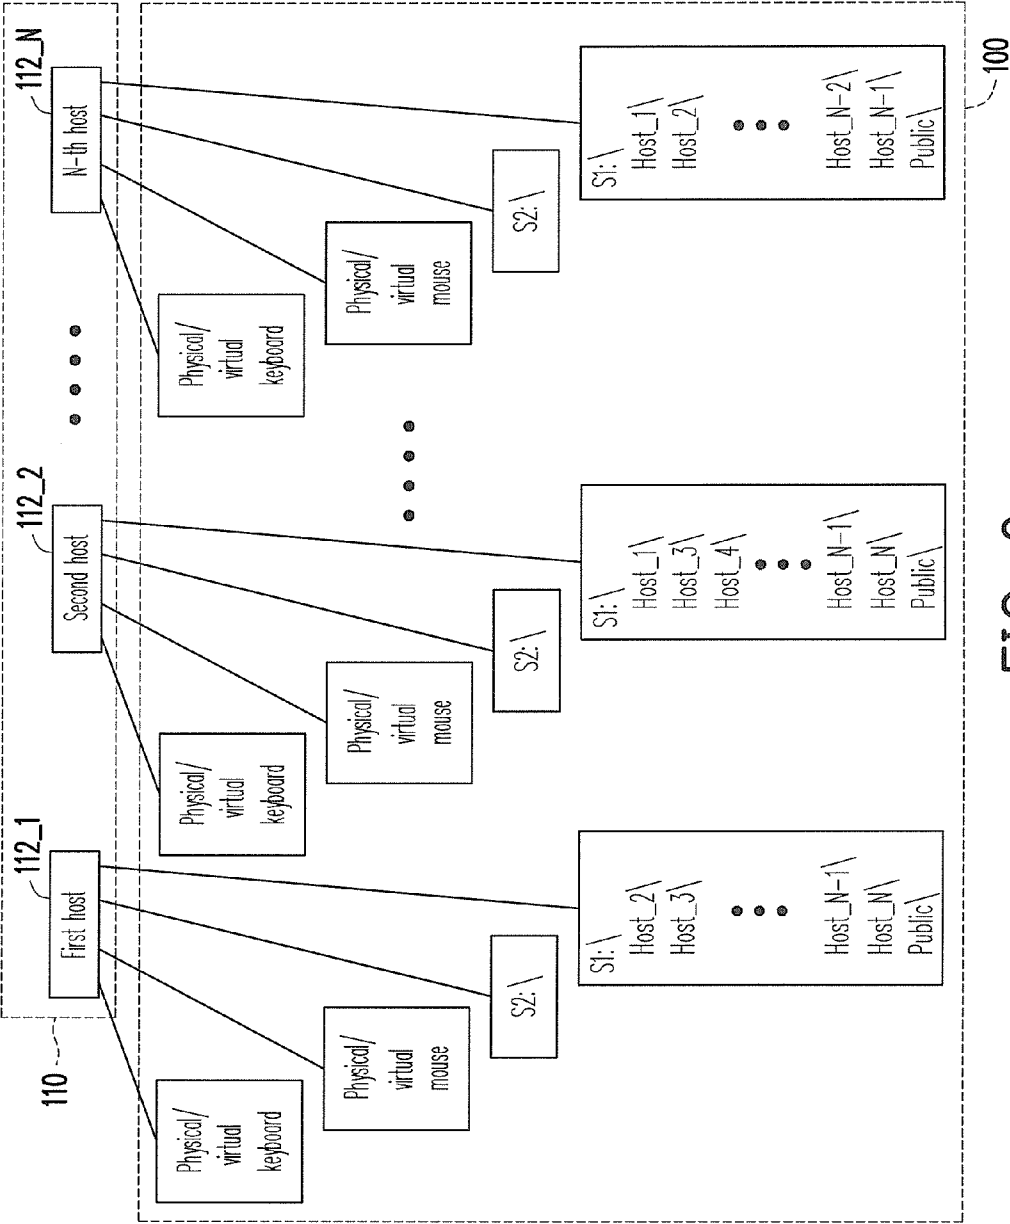 110
112_1
First host
112_2
Second host
112_N
N-th host
Physical/
virtual
keyboard
Physical/
virtual
mouse
S2:\
S1:\
Host_2\
Host_3\
Host_N-1\
Host_N\
Public\
Physical/
virtual
keyboard
Physical/
virtual
mouse
S2:\
S1:\
Host_1\
Host_3\
Host_4\
Host_N-1\
Host_N\
Public\
Physical/
virtual
keyboard
Physical/
virtual
mouse
S2:\
S1:\
Host_1\
Host_2\
Host_N-2\
Host_N-1\
Public\
100
FIG.